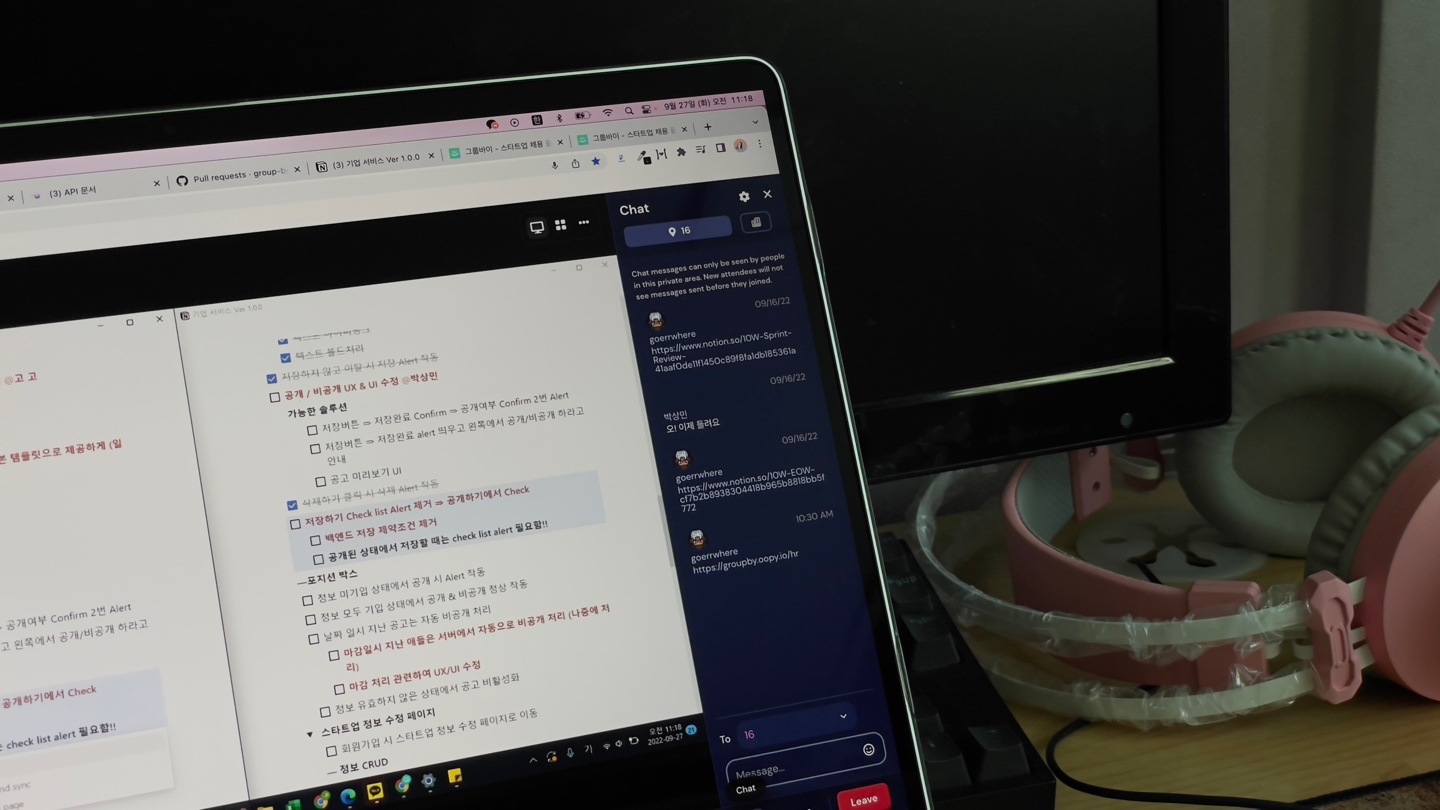 9월 27일 (화) 오전 11:18
(3) API 문서
Pull requests · group-b
(3) 기업 서비스 Ver 1.0.0
그룹바이 - 스타트업 채용
그룹바이 - 스타트업 채용
@고 고
본 템플릿으로 제공하게 (일
공개여부 Confirm 2번 Alert
고 왼쪽에서 공개/비공개 하라고
공개하기에서 Check
check list alert 필요함!!
nd sync
page
기업 서비스 Ver 1.0.0
텍스트 볼드처리
저장하지 않고 이탈 시 저장 Alert 작동
공개 / 비공개 UX & UI 수정 @박상민
가능한 솔루션
저장버튼 ⇒ 저장완료 Confirm ⇒ 공개여부 Confirm 2번 Alert
저장버튼 ⇒ 저장완료 alert 띄우고 왼쪽에서 공개/비공개 하라고
안내
공고 미리보기 UI
삭제하기 클릭 시 삭제 Alert 작동
저장하기 Check list Alert 제거 ⇒ 공개하기에서 Check
백엔드 저장 제약조건 제거
공개된 상태에서 저장할 때는 check list alert 필요함!!
—포지션 박스
정보 미기입 상태에서 공개 시 Alert 작동
정보 모두 기입 상태에서 공개 & 비공개 정상 작동
날짜 일시 지난 공고는 자동 비공개 처리
마감일시 지난 애들은 서버에서 자동으로 비공개 처리 (나중에 처
리)
마감 처리 관련하여 UX/UI 수정
정보 유효하지 않은 상태에서 공고 비활성화
스타트업 정보 수정 페이지
회원가입 시 스타트업 정보 수정 페이지로 이동
— 정보 CRUD
오전 11:18
2022-09-27
21
Chat
16
Chat messages can only be seen by people
in this private area. New attendees will not
see messages sent before they joined.
09/16/22
goerrwhere
https://www.notion.so/10W-Sprint-
Review-
41aaf0de11f1450c89f8fa1db185361a
09/16/22
박상민
오! 이제 들려요
09/16/22
goerrwhere
https://www.notion.so/10W-EOW-
cf7b2b8938304418b965b8818bb5f
772
10:30 AM
goerrwhere
https://groupby.oopy.io/hr
To
16
Message...
Chat
Leave